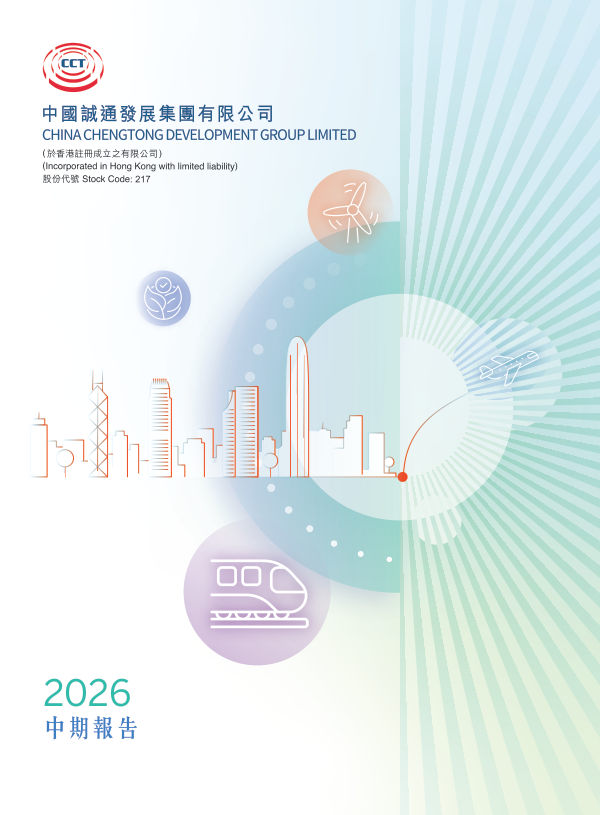 CCT
中國誠通發展集團有限公司
CHINA CHENGTONG DEVELOPMENT GROUP LIMITED
(於香港註冊成立之有限公司)
(Incorporated in Hong Kong with limited liability)
股份代號 Stock Code: 217
2026
中期報告